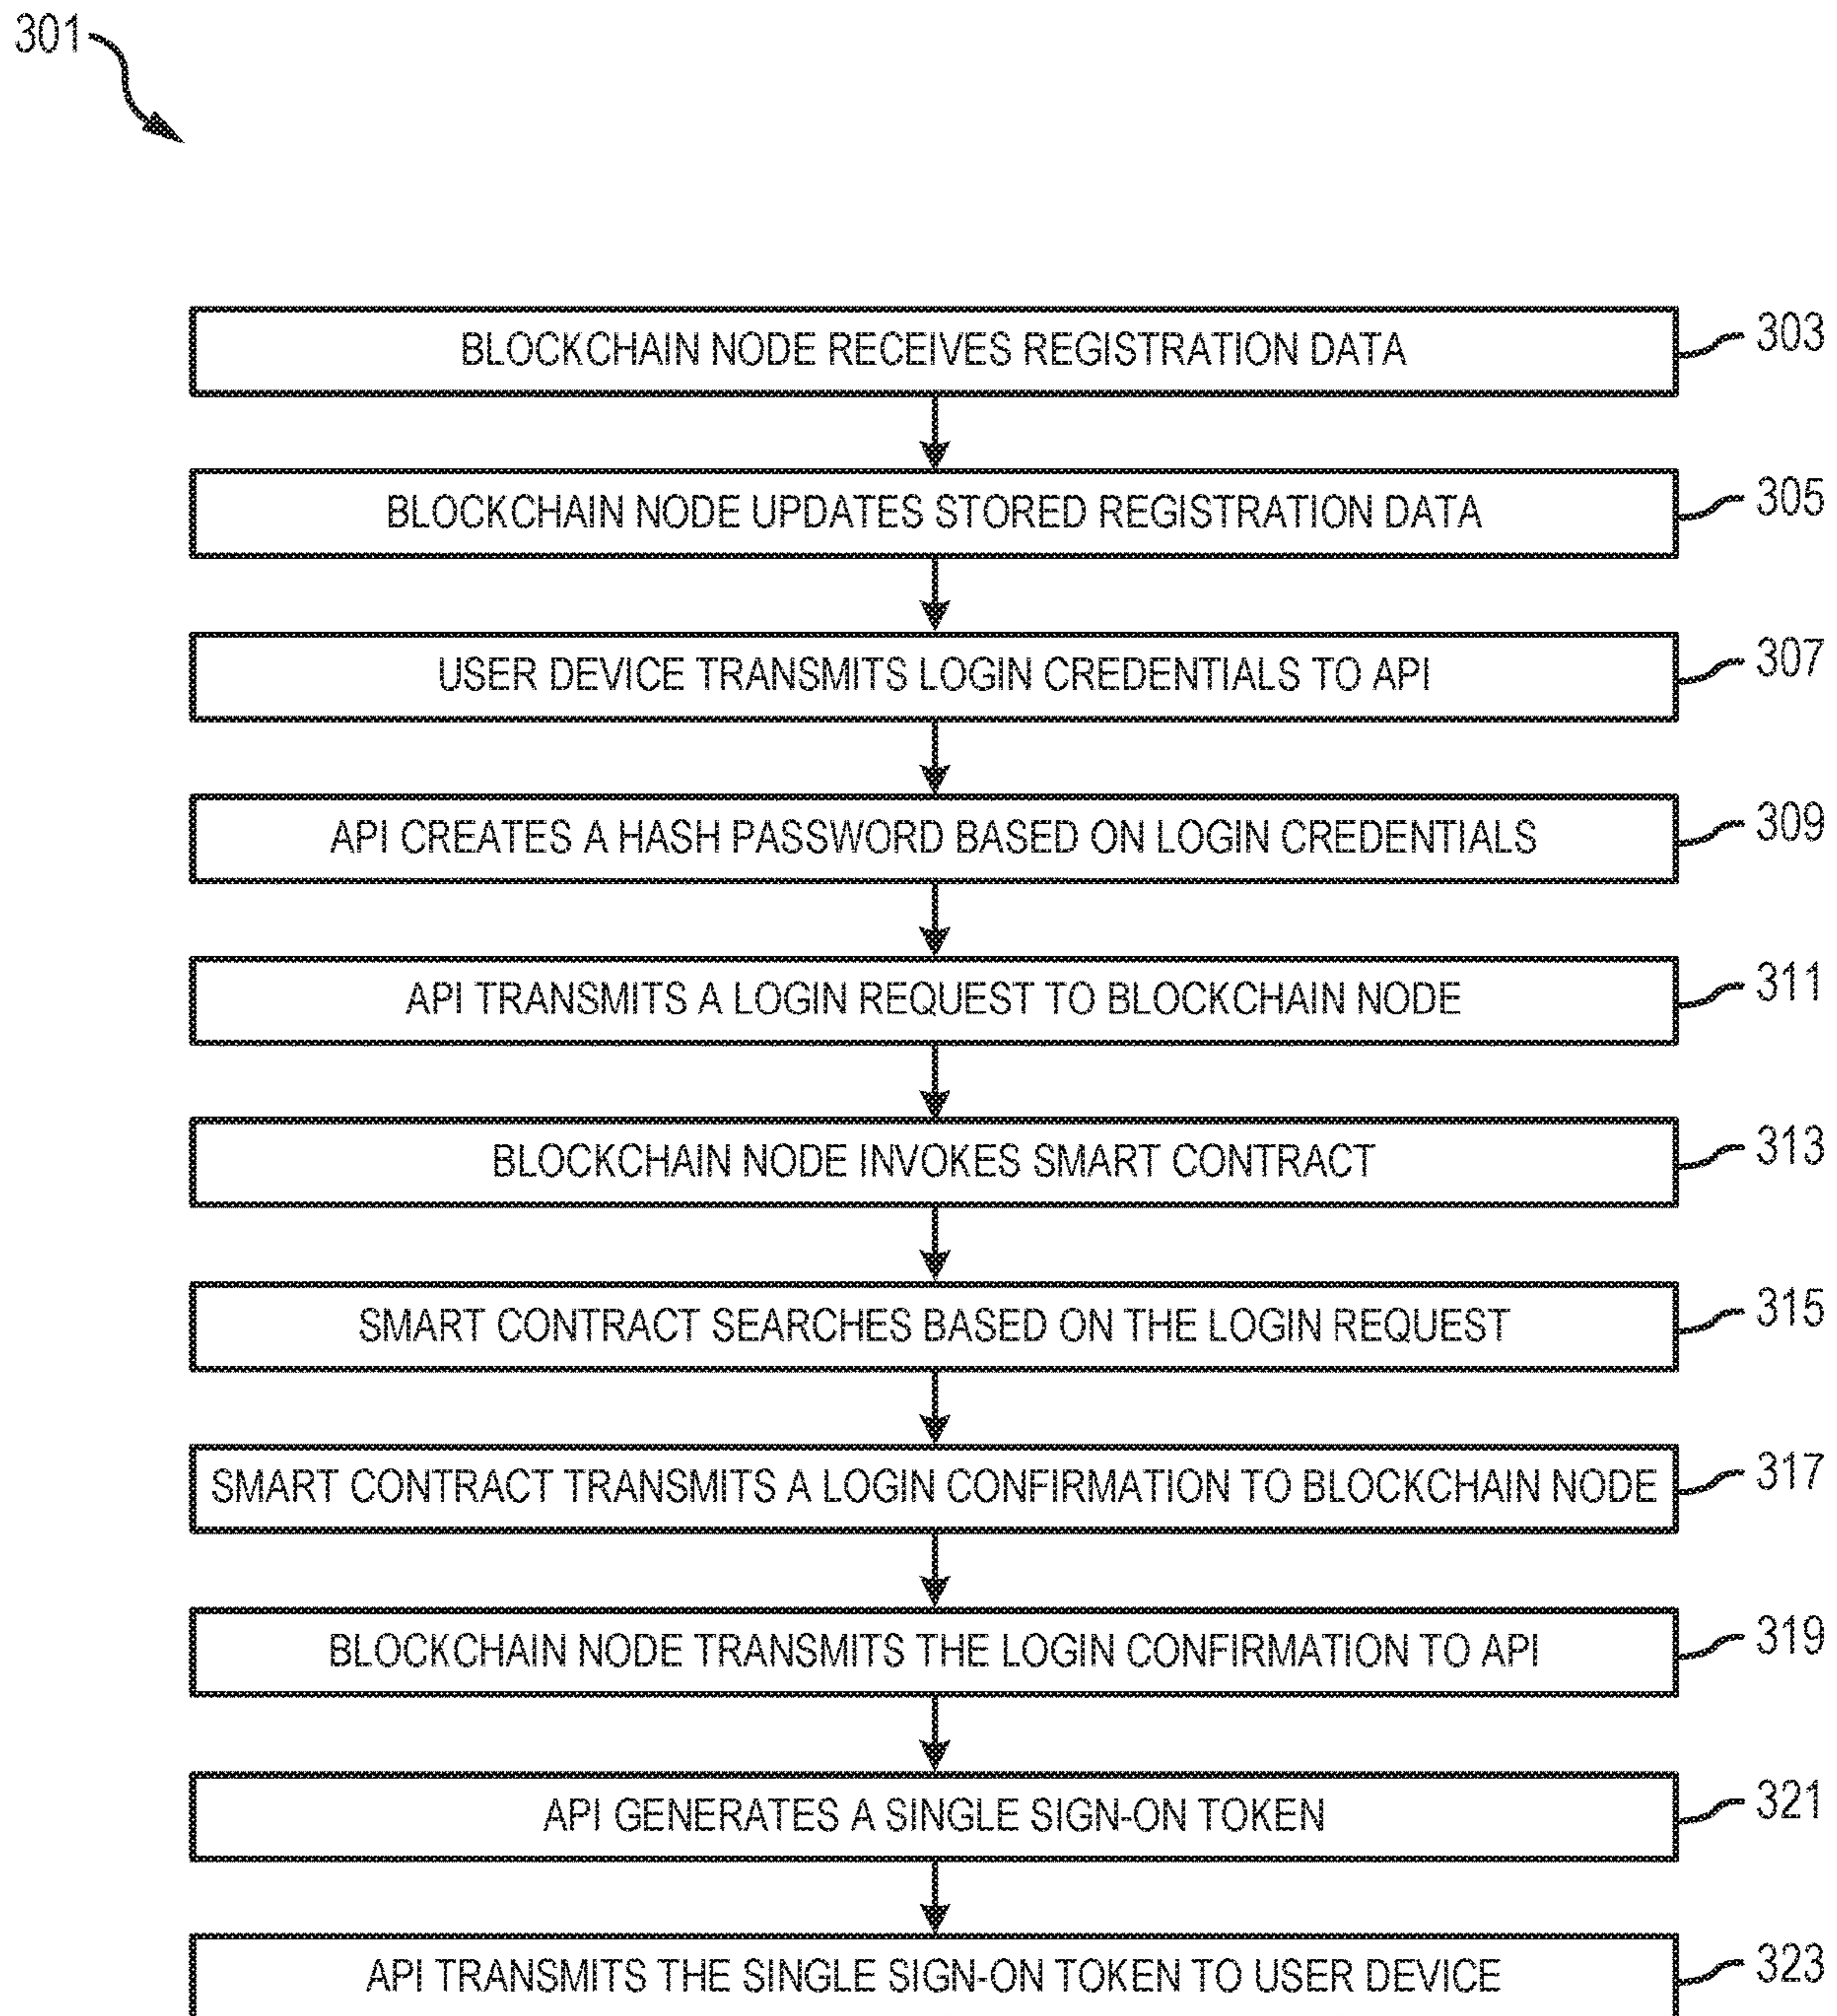 301
BLOCKCHAIN NODE RECEIVES REGISTRATION DATA 303
BLOCKCHAIN NODE UPDATES STORED REGISTRATION DATA 305
USER DEVICE TRANSMITS LOGIN CREDENTIALS TO API 307
API CREATES A HASH PASSWORD BASED ON LOGIN CREDENTIALS 309
API TRANSMITS A LOGIN REQUEST TO BLOCKCHAIN NODE 311
BLOCKCHAIN NODE INVOKES SMART CONTRACT 313
SMART CONTRACT SEARCHES BASED ON THE LOGIN REQUEST 315
SMART CONTRACT TRANSMITS A LOGIN CONFIRMATION TO BLOCKCHAIN NODE 317
BLOCKCHAIN NODE TRANSMITS THE LOGIN CONFIRMATION TO API 319
API GENERATES A SINGLE SIGN-ON TOKEN 321
API TRANSMITS THE SINGLE SIGN-ON TOKEN TO USER DEVICE 323